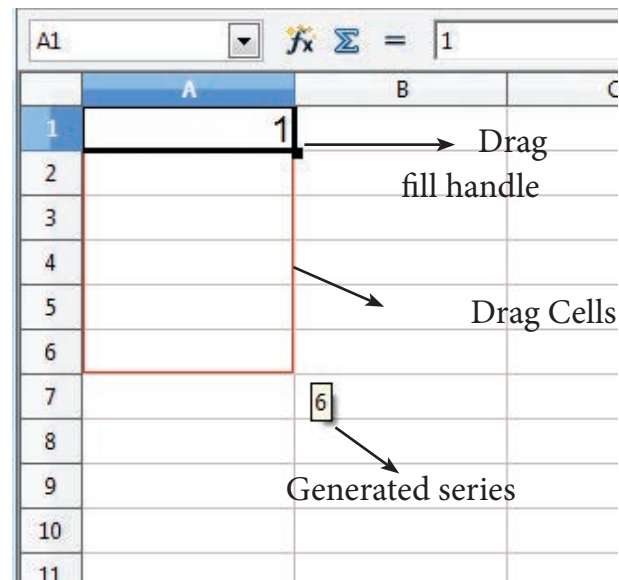 A1 fx Σ = 1
A B C
1 1
Drag
2
fill handle
3
4
5
Drag Cells
6
7
6
8
9
Generated series
10
11